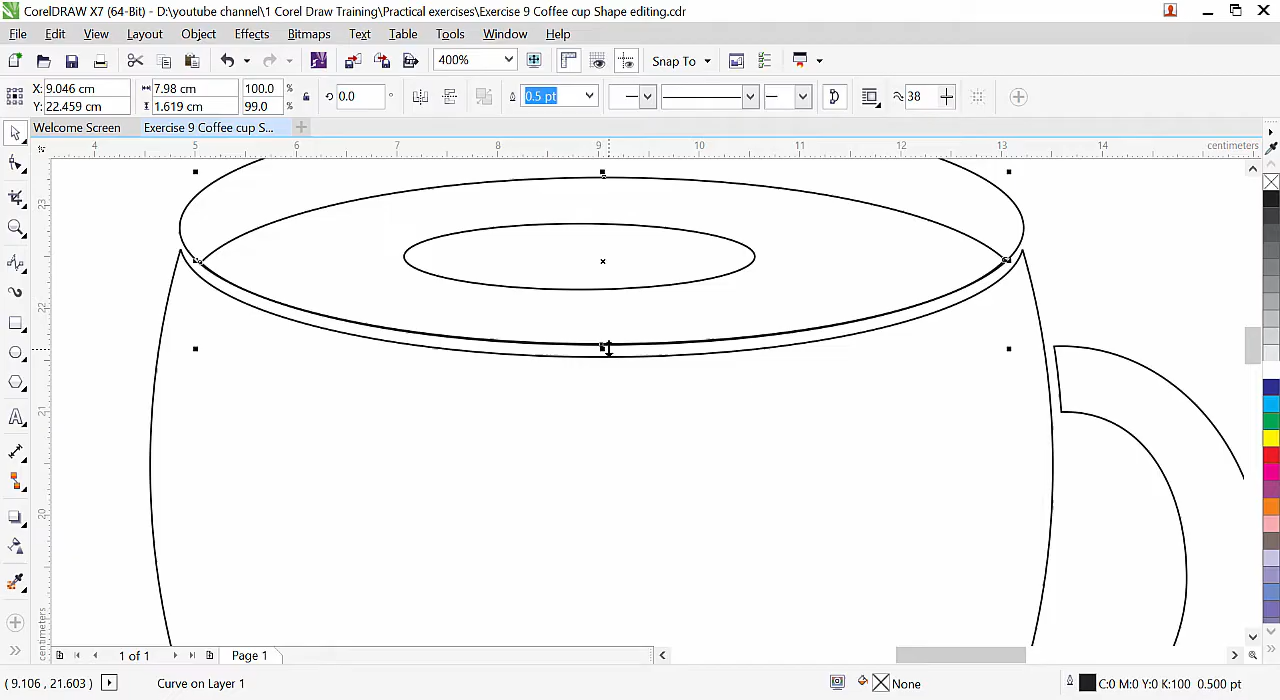 CorelDRAW X7 (64-Bit) - D:\youtube channel\1 Corel Draw Training\Practical exercises\Exercise 9 Coffee cup Shape editing.cdr
File Edit View Layout Object Effects Bitmaps Text Table Tools Window Help
400% Snap To
X: 9.046 cm 7.98 cm 100.0 % 0.0 ° 0.5 pt 38
Y: 22.459 cm 1.619 cm 99.0 %
Welcome Screen Exercise 9 Coffee cup S...
4 5 6 7 8 9 10 11 12 13 14 centimeters
23
22
21
20
centimeters
1 of 1 Page 1
( 9.106 , 21.603 ) Curve on Layer 1 None C:0 M:0 Y:0 K:100 0.500 pt